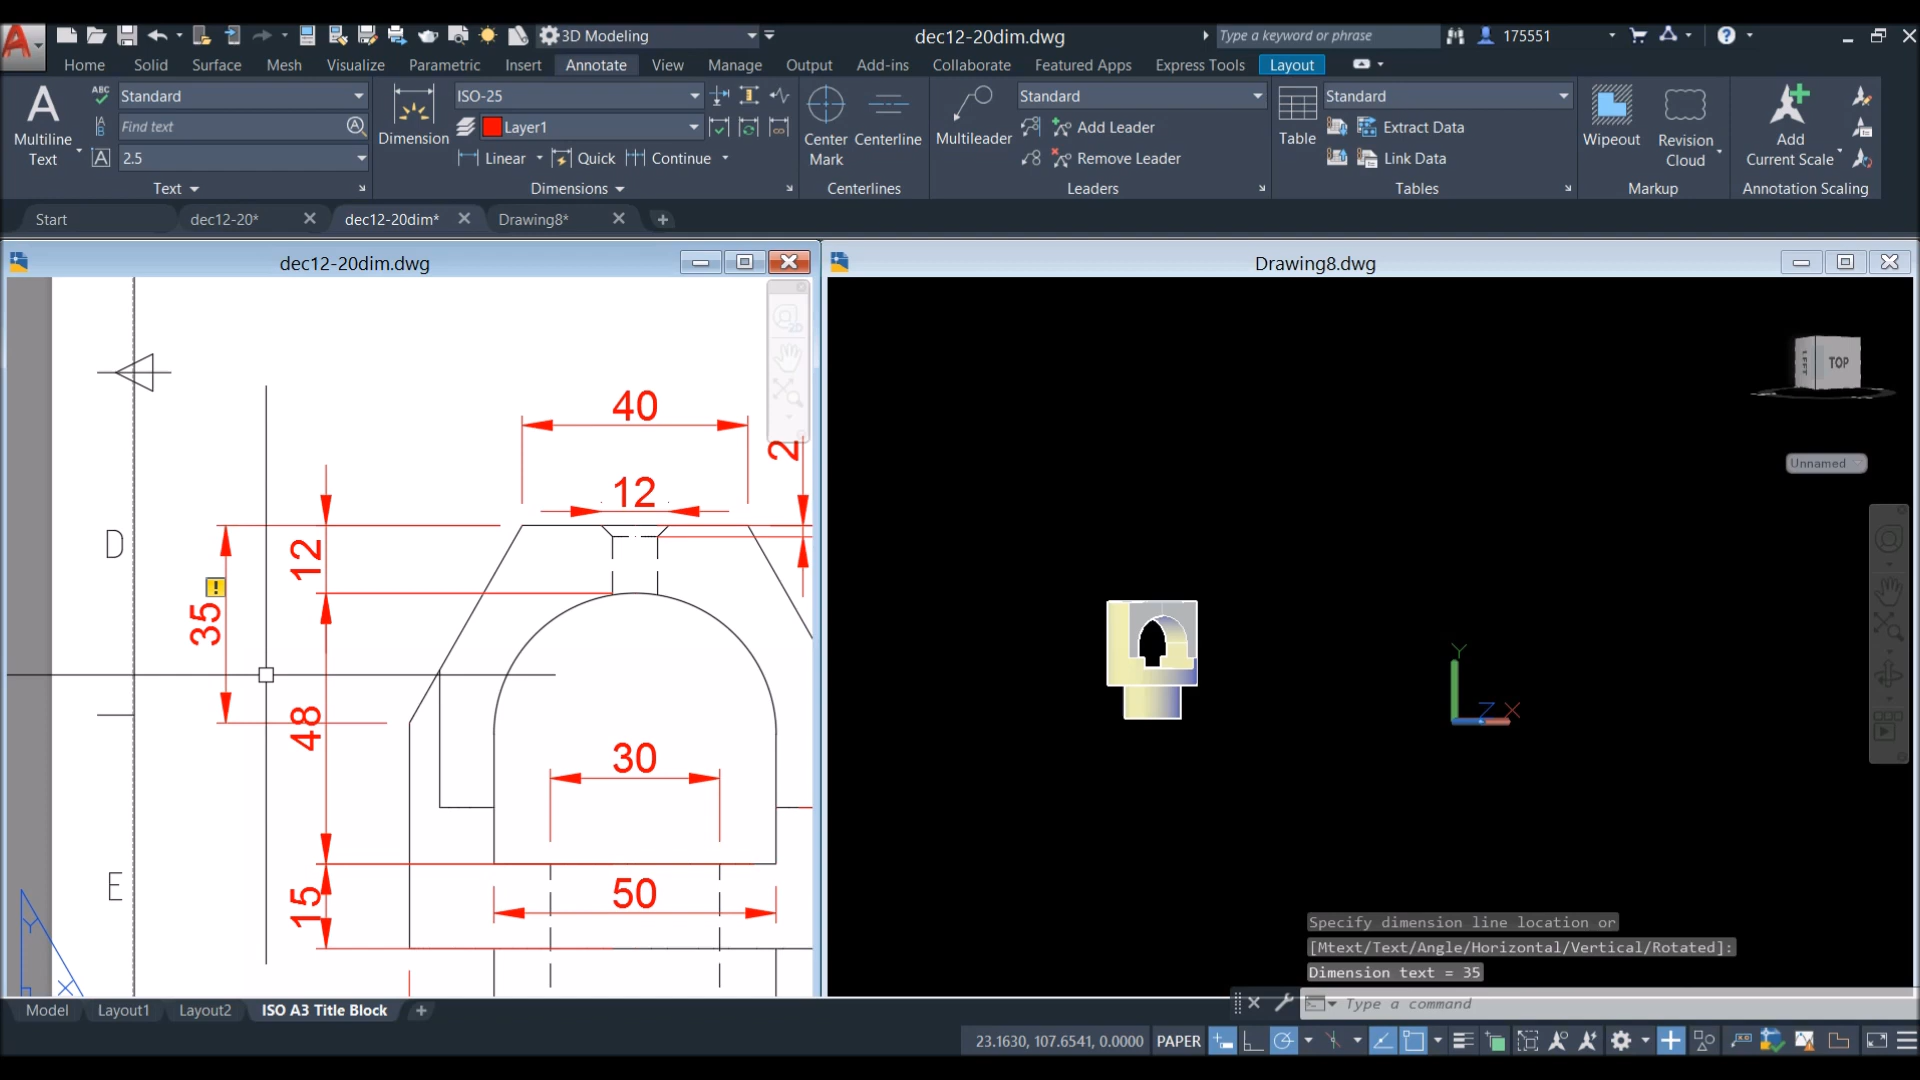 3D Modeling
dec12-20dim.dwg
Type a keyword or phrase
175551
Home Solid Surface Mesh Visualize Parametric Insert Annotate View Manage Output Add-ins Collaborate Featured Apps Express Tools Layout
Multiline Text
ABC
Standard
Find text
2.5
Text
Dimension
ISO-25
Layer1
Linear Quick Continue
Dimensions
Center Mark
Centerline
Centerlines
Multileader
Standard
Add Leader
Remove Leader
Leaders
Table
Standard
Extract Data
Link Data
Tables
Wipeout
Revision Cloud
Markup
Add Current Scale
Annotation Scaling
Start dec12-20* dec12-20dim* Drawing8*
dec12-20dim.dwg
Drawing8.dwg
2D
40
2
12
D
12
35
48
30
E
15
50
Y
X
LEFT
TOP
Unnamed
Y
Z
X
Specify dimension line location or
[Mtext/Text/Angle/Horizontal/Vertical/Rotated]:
Dimension text = 35
Type a command
Model Layout1 Layout2 ISO A3 Title Block
23.1630, 107.6541, 0.0000 PAPER